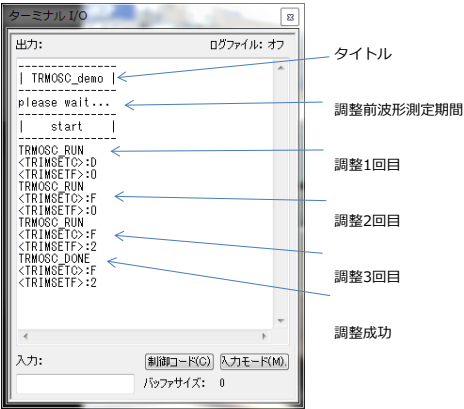 ターミナル I/O
出力:
ログファイル: オフ
--------------
| TRMOSC_demo |
--------------
please wait...
--------------
| start |
--------------
TRMOSC_RUN
<TRIMSETC>:D
<TRIMSETF>:0
TRMOSC_RUN
<TRIMSETC>:F
<TRIMSETF>:0
TRMOSC_RUN
<TRIMSETC>:F
<TRIMSETF>:2
TRMOSC_DONE
<TRIMSETC>:F
<TRIMSETF>:2
入力:
制御コード(C)
入力モード(M).
バッファサイズ: 0
タイトル
調整前波形測定期間
調整1回目
調整2回目
調整3回目
調整成功